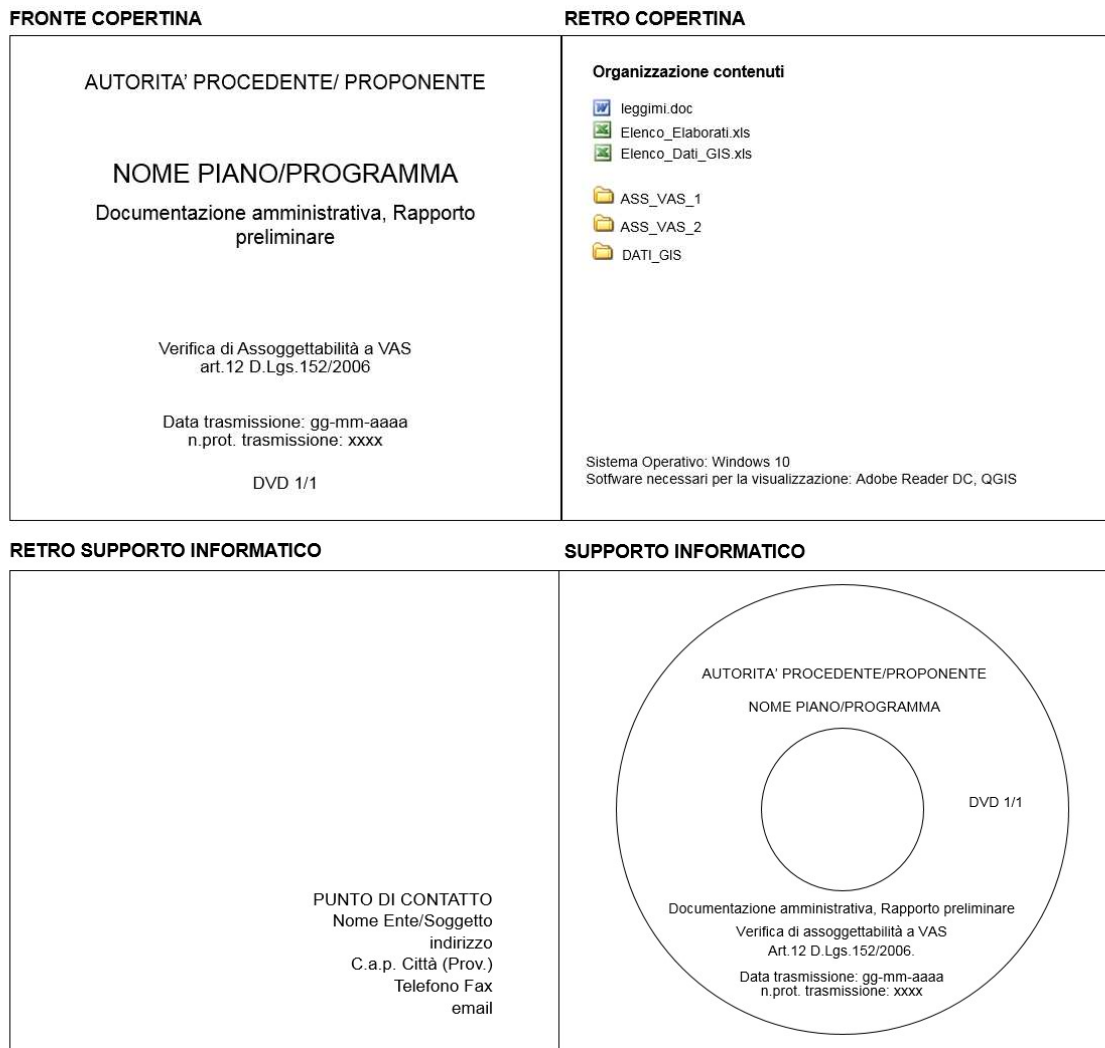 FRONTE COPERTINA
AUTORITA' PROCEDENTE/ PROPONENTE
NOME PIANO/PROGRAMMA
Documentazione amministrativa, Rapporto
preliminare
Verifica di Assoggettabilità a VAS
art.12 D.Lgs.152/2006
Data trasmissione: gg-mm-aaaa
n.prot. trasmissione: xxxx
DVD 1/1
RETRO COPERTINA
Organizzazione contenuti
leggimi.doc
Elenco_Elaborati.xls
Elenco_Dati_GIS.xls
ASS_VAS_1
ASS_VAS_2
DATI_GIS
Sistema Operativo: Windows 10
Sotfware necessari per la visualizzazione: Adobe Reader DC, QGIS
RETRO SUPPORTO INFORMATICO
PUNTO DI CONTATTO
Nome Ente/Soggetto
indirizzo
C.a.p. Città (Prov.)
Telefono Fax
email
SUPPORTO INFORMATICO
AUTORITA' PROCEDENTE/PROPONENTE
NOME PIANO/PROGRAMMA
DVD 1/1
Documentazione amministrativa, Rapporto preliminare
Verifica di assoggettabilità a VAS
Art.12 D.Lgs.152/2006.
Data trasmissione: gg-mm-aaaa
n.prot. trasmissione: xxxx